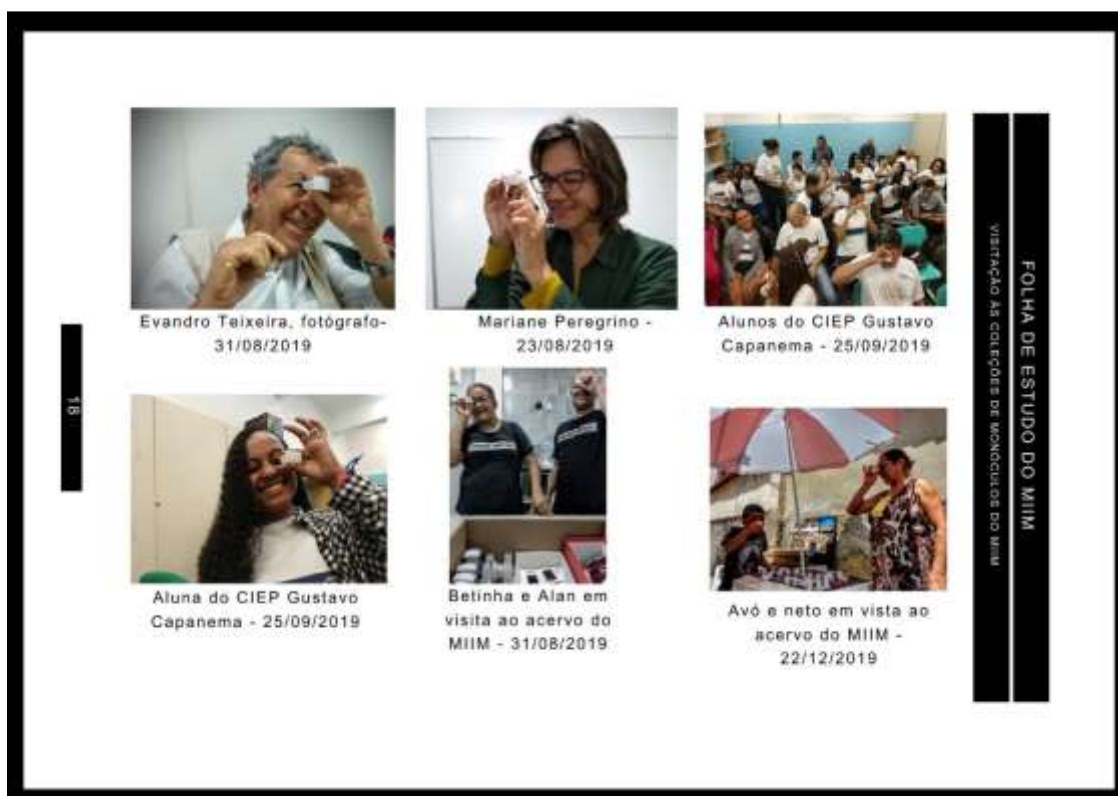 Evandro Teixeira, fotógrafo-
31/08/2019
Mariane Peregrino -
23/08/2019
Alunos do CIEP Gustavo
Capanema - 25/09/2019
Aluna do CIEP Gustavo
Capanema - 25/09/2019
Betinha e Alan em
visita ao acervo do
MIIM - 31/08/2019
Avó e neto em vista ao
acervo do MIIM -
22/12/2019
FOLHA DE ESTUDO DO MIIM
VISITAÇÃO ÀS COLEÇÕES DE MONÓCULOS DO MIIM
18